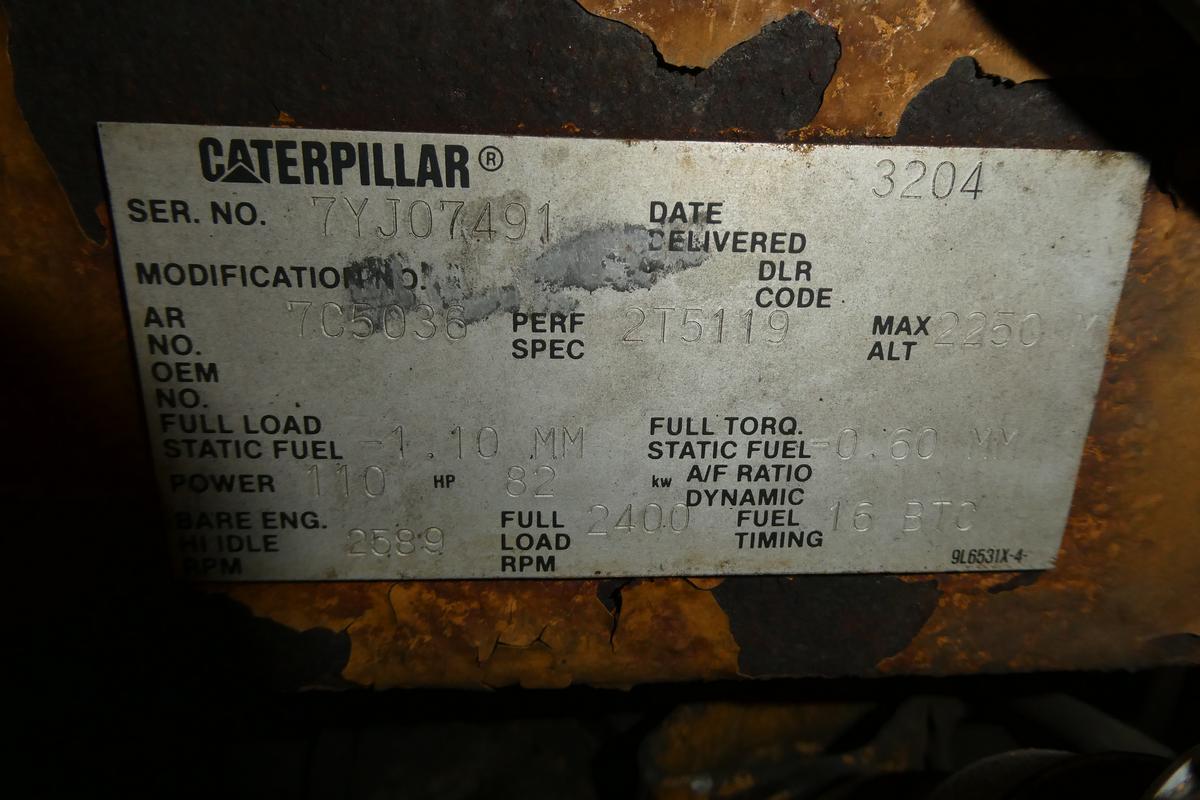 CATERPILLAR® 3204
SER. NO. 7YJ07491 DATE DELIVERED
MODIFICATION No. DLR CODE
AR NO. 7C5036 PERF SPEC 2T5119 MAX ALT 2250 M
OEM NO.
FULL LOAD STATIC FUEL -1.10 MM FULL TORQ. STATIC FUEL -0.60 MM
POWER 110 HP 82 kw A/F RATIO DYNAMIC
BARE ENG. HI IDLE RPM 2589 FULL LOAD RPM 2400 FUEL TIMING 16 BTC
9L6531X-4-